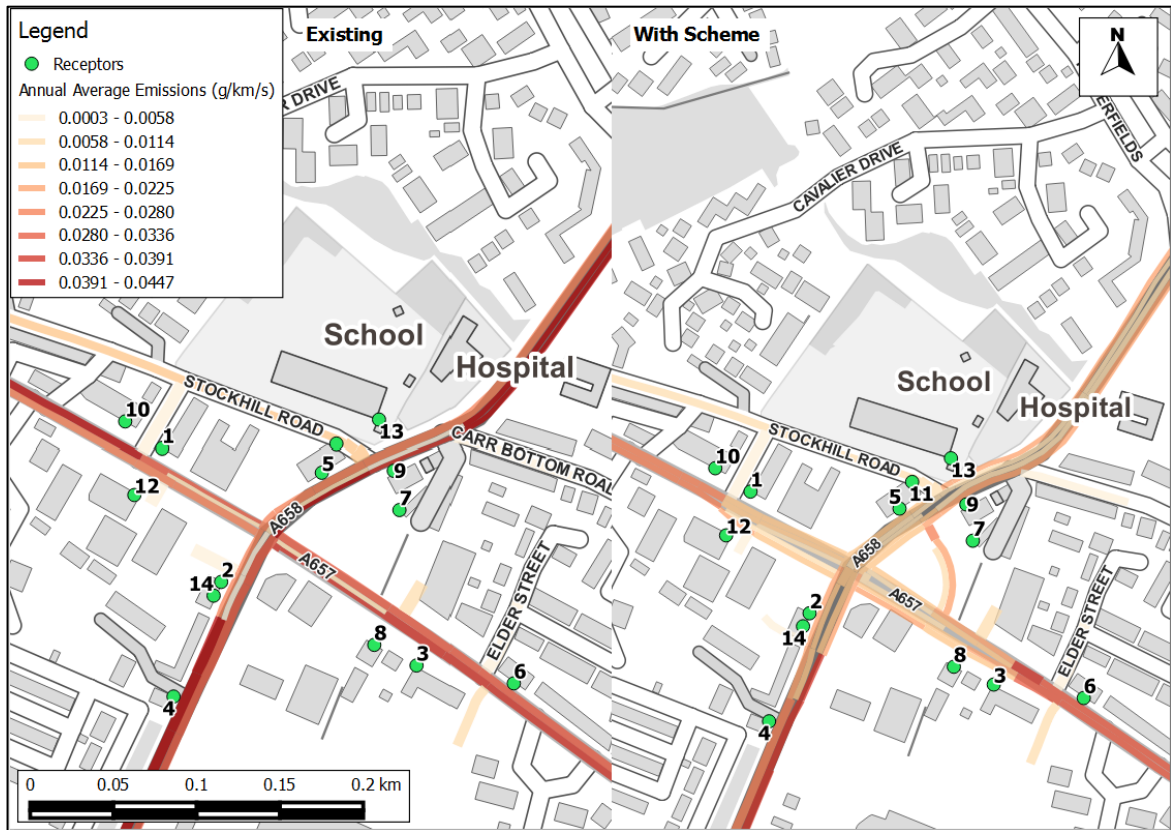 Legend
Receptors
Annual Average Emissions (g/km/s)
0.0003 - 0.0058
0.0058 - 0.0114
0.0114 - 0.0169
0.0169 - 0.0225
0.0225 - 0.0280
0.0280 - 0.0336
0.0336 - 0.0391
0.0391 - 0.0447
Existing
R DRIVE
School
Hospital
STOCKHILL ROAD
CARR BOTTOM ROAD
10
1
13
5
9
12
7
A658
A657
2
14
8
3
ELDER STREET
6
4
0 0.05 0.1 0.15 0.2 km
With Scheme
N
ERFIELDS
CAVALIER DRIVE
School
Hospital
STOCKHILL ROAD
10
1
13
11
5
9
12
7
A658
A657
2
14
8
3
ELDER STREET
6
4